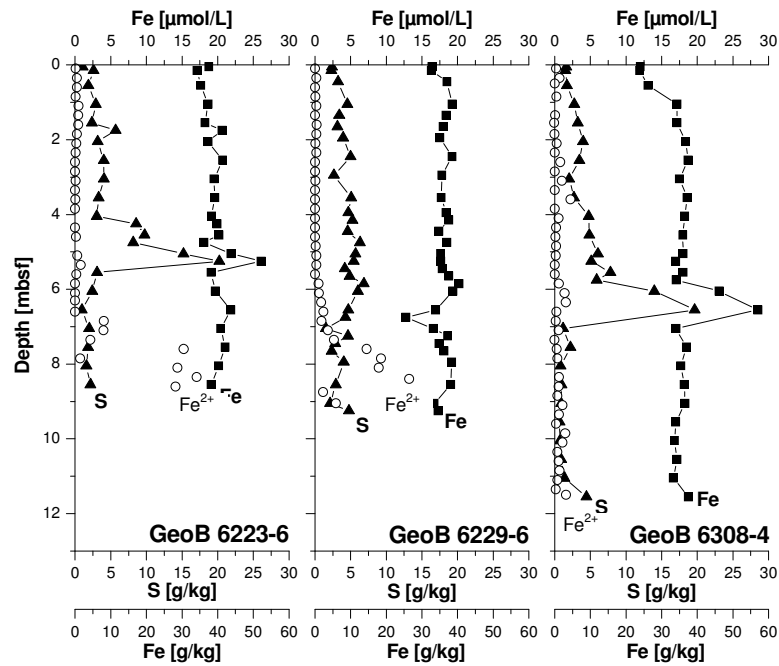 Fe [µmol/L] Fe [µmol/L] Fe [µmol/L]
0 5 10 15 20 25 30 0 5 10 15 20 25 30 0 5 10 15 20 25 30
Depth [mbsf]
0
2
4
6
8
10
12
S Fe²⁺ Fe
S Fe²⁺ Fe
S Fe²⁺ Fe
GeoB 6223-6 GeoB 6229-6 GeoB 6308-4
0 5 10 15 20 25 30 0 5 10 15 20 25 30 0 5 10 15 20 25 30
S [g/kg] S [g/kg] S [g/kg]
0 10 20 30 40 50 60 0 10 20 30 40 50 60 0 10 20 30 40 50 60
Fe [g/kg] Fe [g/kg] Fe [g/kg]